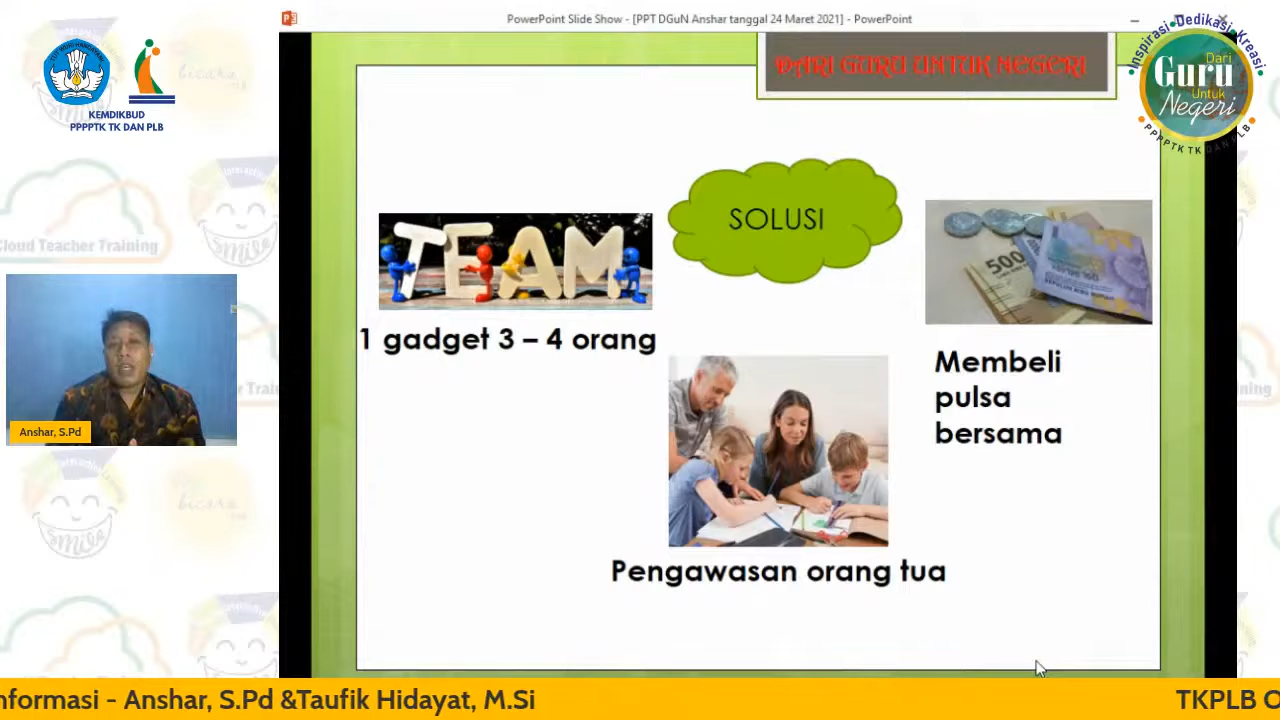 PowerPoint Slide Show - [PPT DGuN Anshar tanggal 24 Maret 2021] - PowerPoint
KEMDIKBUD
PPPPTK TK DAN PLB
DARI GURU UNTUK NEGERI
Inspirasi•Dedikasi•Kreasi
Dari
Guru
Untuk
Negeri
PPPPTK TK DAN PLB
SOLUSI
TEAM
1 gadget 3 – 4 orang
Membeli
pulsa
bersama
Pengawasan orang tua
Cloud Teacher Training
smile
bicara
Anshar, S.Pd
nformasi - Anshar, S.Pd &Taufik Hidayat, M.Si
TKPLB